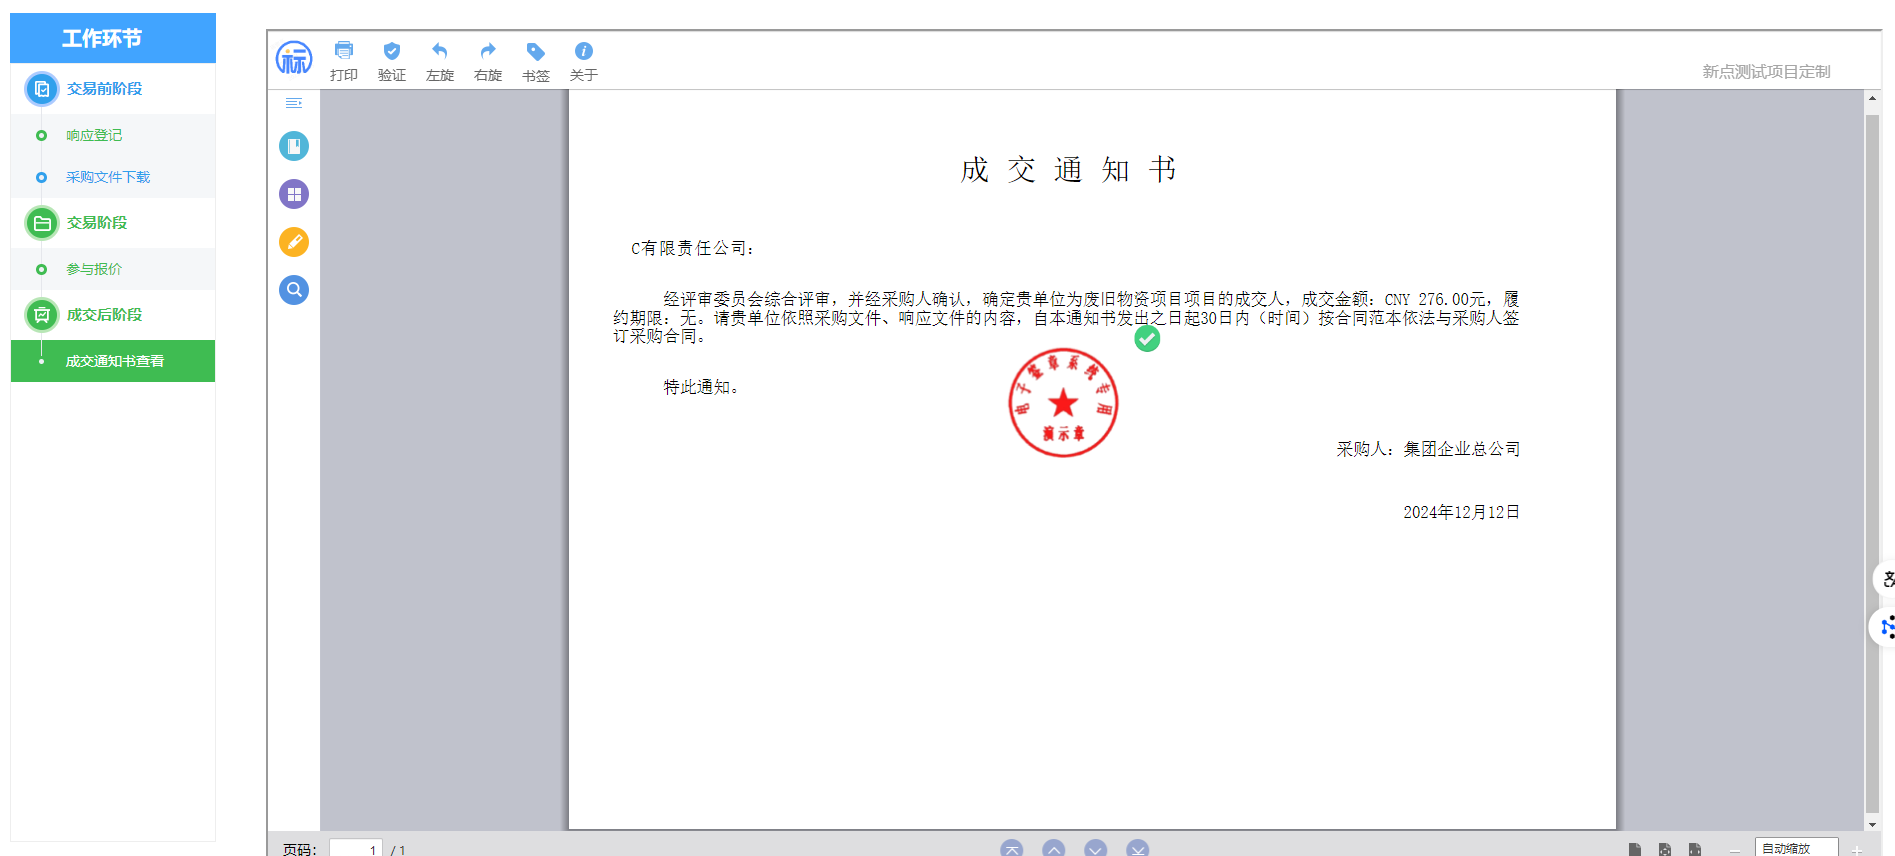 工作环节
交易前阶段
响应登记
采购文件下载
交易阶段
参与报价
成交后阶段
成交通知书查看
标
打印
验证
左旋
右旋
书签
关于
新点测试项目定制
成交通知书
C有限责任公司：
经评审委员会综合评审，并经采购人确认，确定贵单位为废旧物资项目项目的成交人，成交金额：CNY 276.00元，履
约期限：无。请贵单位依照采购文件、响应文件的内容，自本通知书发出之日起30日内（时间）按合同范本依法与采购人签
订采购合同。
特此通知。
电子签章系统专用
演示章
采购人：集团企业总公司
2024年12月12日
页码：
1
/ 1
自动缩放